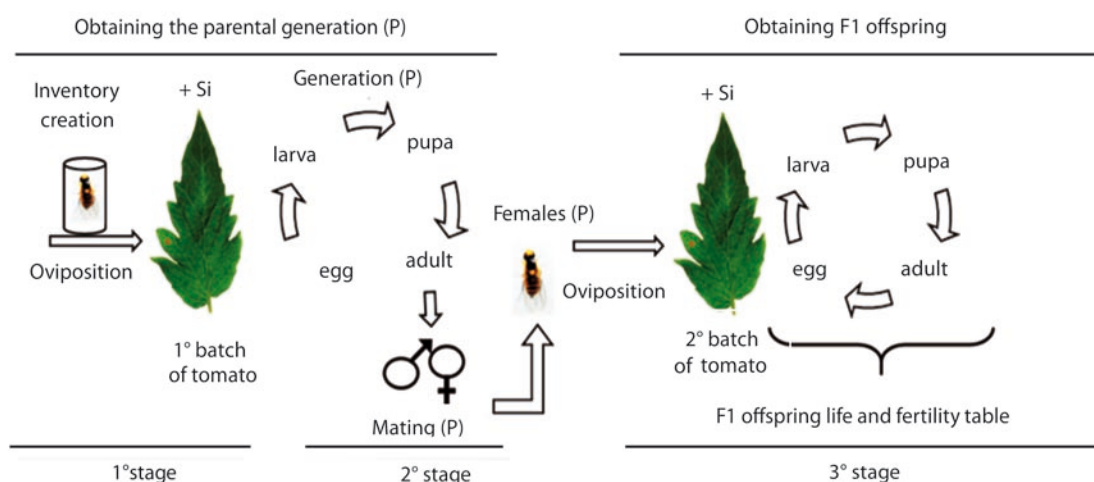 Obtaining the parental generation (P)
Obtaining F1 offspring
Inventory
creation
+ Si
Generation (P)
larva
pupa
egg
adult
Oviposition
1° batch
of tomato
Mating (P)
Females (P)
Oviposition
+ Si
larva
pupa
egg
adult
2° batch
of tomato
F1 offspring life and fertility table
1°stage
2° stage
3° stage